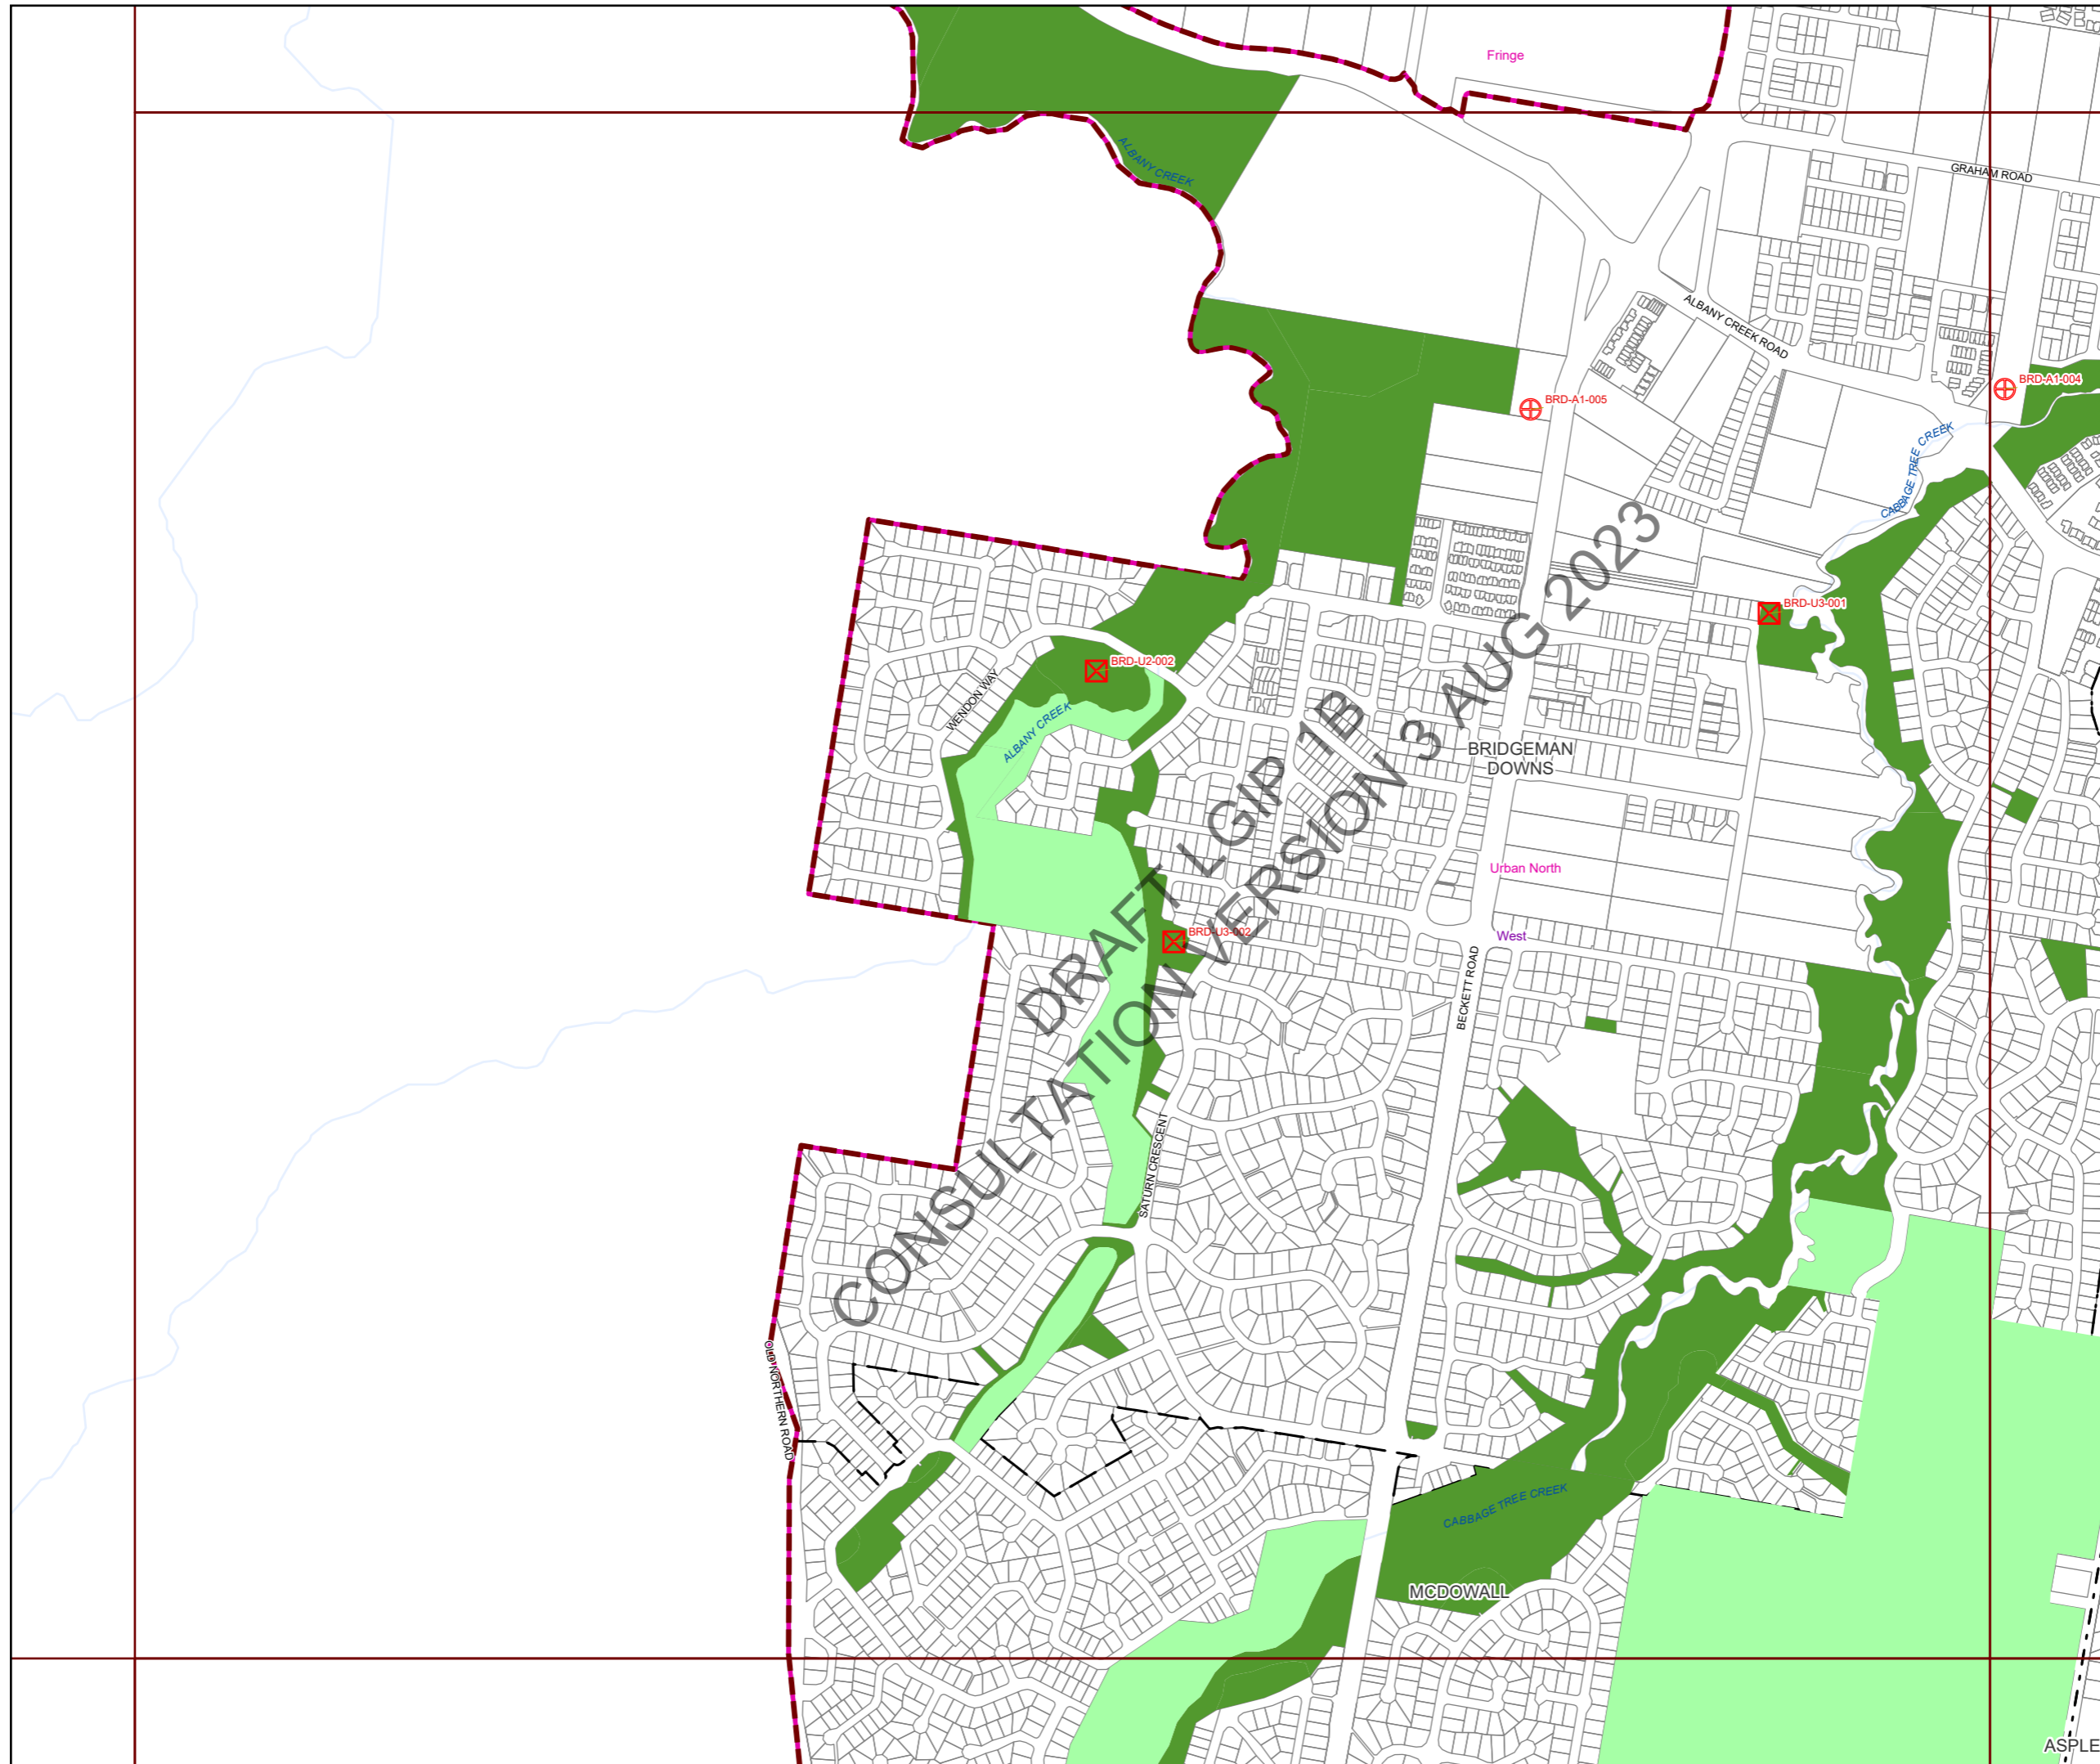 Fringe
ALBANY CREEK
GRAHAM ROAD
ALBANY CREEK ROAD
BRD-A1-004
BRD-A1-005
CABBAGE TREE CREEK
BRD-U3-001
BRD-U2-002
WENDON WAY
ALBANY CREEK
BRIDGEMAN
DOWNS
DRAFT LGIP 1B
CONSULTATION VERSION 3 AUG 2023
Urban North
BRD-U3-002
West
BECKETT ROAD
SATURN CRESCENT
OLD NORTHERN ROAD
CABBAGE TREE CREEK
MCDOWALL
ASPLE